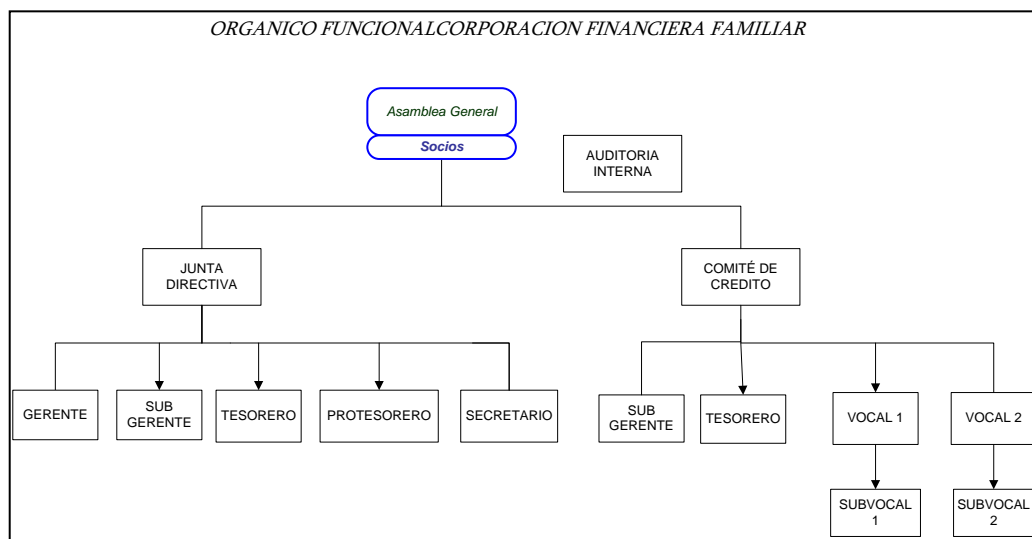 ORGANICO FUNCIONALCORPORACION FINANCIERA FAMILIAR
Asamblea General
Socios
AUDITORIA
INTERNA
JUNTA
DIRECTIVA
COMITÉ DE
CREDITO
GERENTE
SUB
GERENTE
TESORERO
PROTESORERO
SECRETARIO
SUB
GERENTE
TESORERO
VOCAL 1
VOCAL 2
SUBVOCAL
1
SUBVOCAL
2